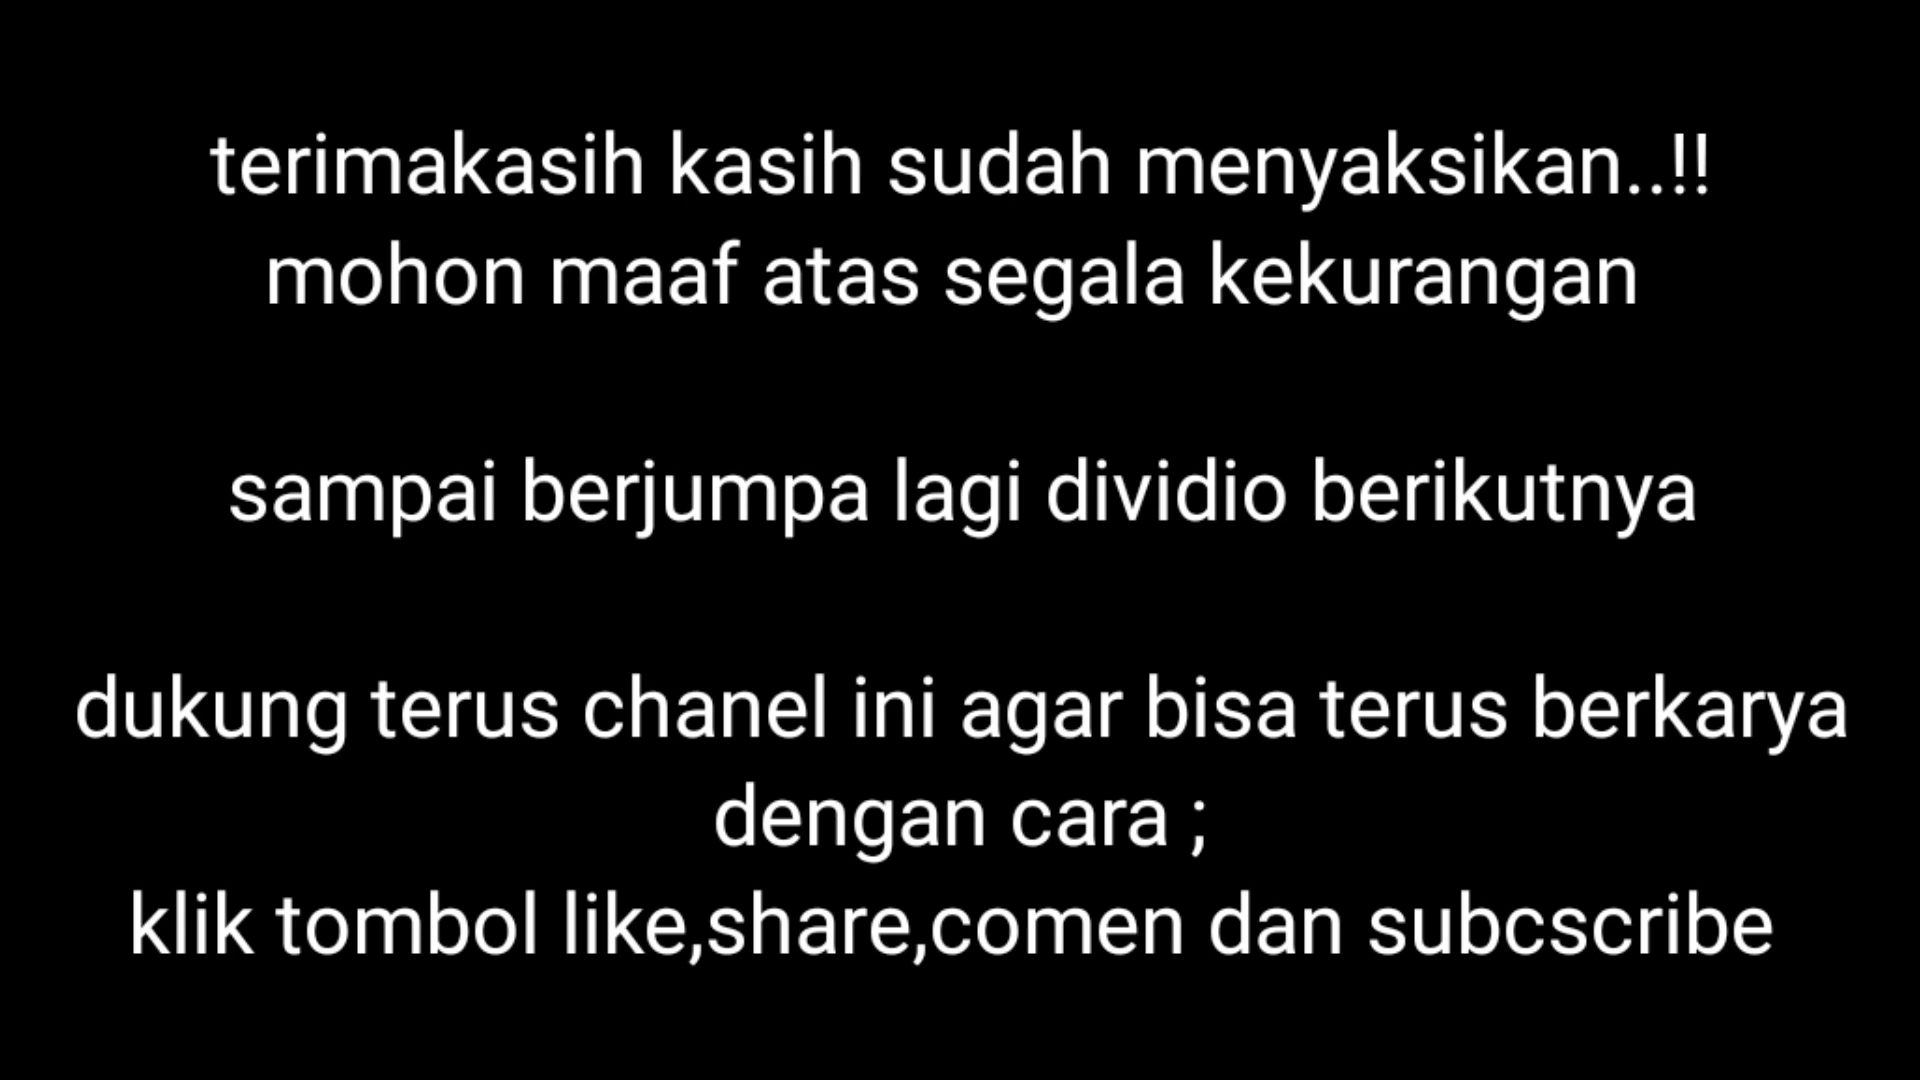 terimakasih kasih sudah menyaksikan..!!
mohon maaf atas segala kekurangan
sampai berjumpa lagi dividio berikutnya
dukung terus chanel ini agar bisa terus berkarya
dengan cara ;
klik tombol like,share,comen dan subcscribe